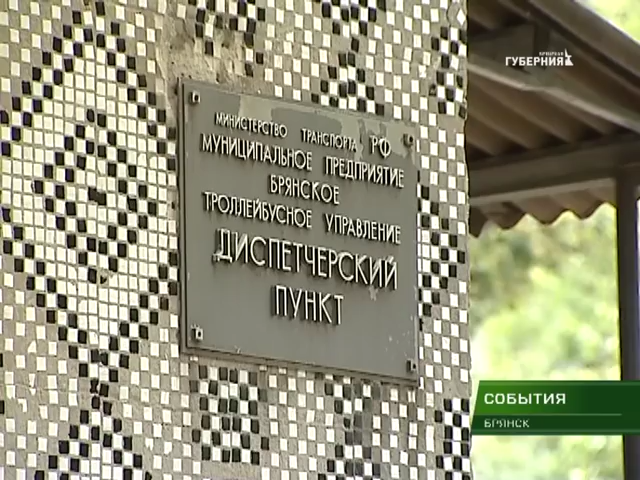 БРЯНСКАЯ
ГУБЕРНИЯ
МИНИСТЕРСТВО ТРАНСПОРТА РФ
МУНИЦИПАЛЬНОЕ ПРЕДПРИЯТИЕ
БРЯНСКОЕ
ТРОЛЛЕЙБУСНОЕ УПРАВЛЕНИЕ
ДИСПЕТЧЕРСКИЙ
ПУНКТ
СОБЫТИЯ
БРЯНСК